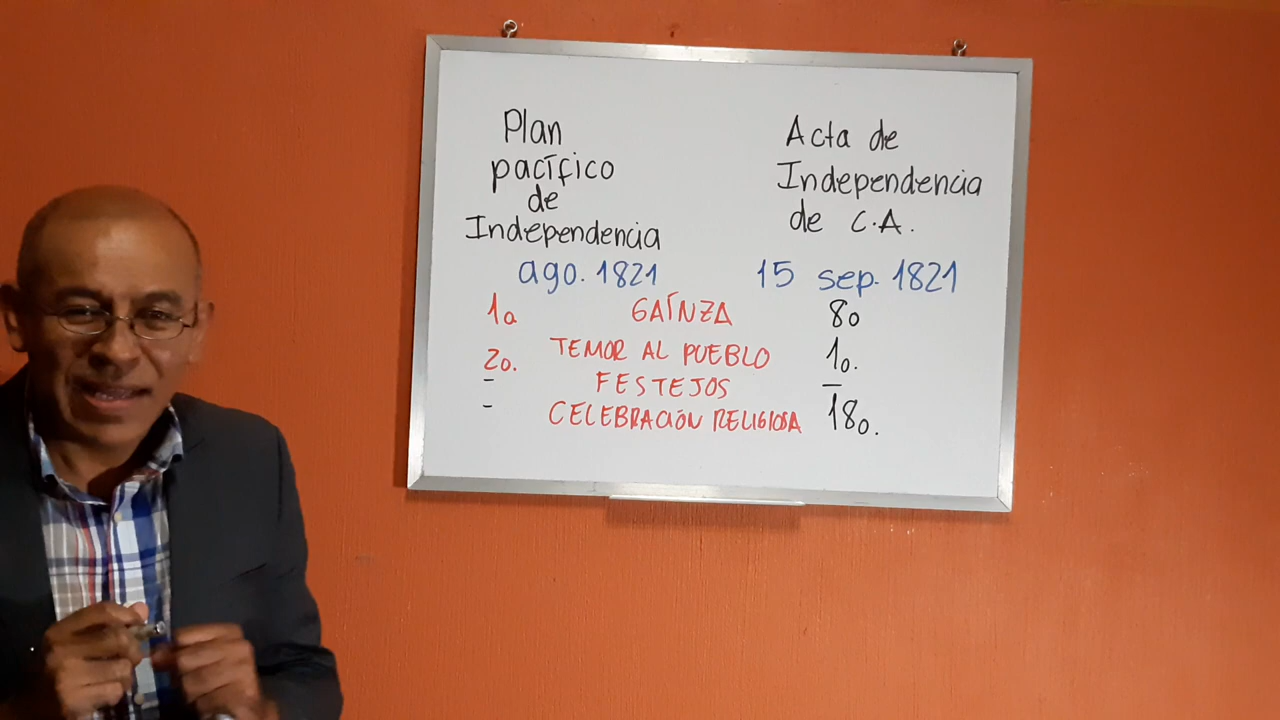 Plan
pacífico
de
Independencia
ago. 1821
Acta de
Independencia
de C.A.
15 sep. 1821
1a GAÍNZA 8o
2o. TEMOR AL PUEBLO 1o.
- FESTEJOS -
- CELEBRACIÓN RELIGIOSA 18o.